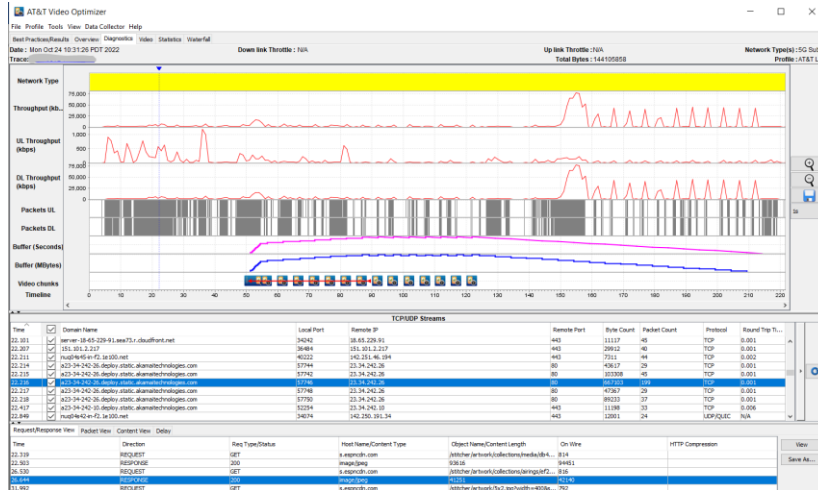 AT&T Video Optimizer
File Profile Tools View Data Collector Help
Best Practices/Results Overview Diagnostics Video Statistics Waterfall
Date : Mon Oct 24 10:31:26 PDT 2022 Down link Throttle : N/A Up link Throttle : N/A Network Type(s) : 5G Sub
Trace: Total Bytes : 144105858 Profile : AT&T L
Network Type
Throughput (kb... 75,000 50,000 25,000 0
UL Throughput (kbps) 1,000 500 0
DL Throughput (kbps) 75,000 50,000 25,000 0
Packets UL
Packets DL
Buffer (Seconds)
Buffer (MBytes)
Video chunks
Timeline 0 10 20 30 40 50 60 70 80 90 100 110 120 130 140 150 160 170 180 190 200 210 220
TCP/UDP Streams
Time Domain Name Local Port Remote IP Remote Port Byte Count Packet Count Protocol Round Trip Ti...
22.101 server-18-65-229-91.sea73.r.cloudfront.net 34242 18.65.229.91 443 11117 45 TCP 0.001
22.207 151.101.2.217 36484 151.101.2.217 443 29912 40 TCP 0.001
22.211 nuq04s45-in-f2.1e100.net 40222 142.251.46.194 443 7311 44 TCP 0.002
22.214 a23-34-242-26.deploy.static.akamaitechnologies.com 57744 23.34.242.26 80 43617 29 TCP 0.001
22.215 a23-34-242-26.deploy.static.akamaitechnologies.com 57742 23.34.242.26 80 103308 45 TCP 0.001
22.216 a23-34-242-26.deploy.static.akamaitechnologies.com 57746 23.34.242.26 80 667103 199 TCP 0.001
22.217 a23-34-242-26.deploy.static.akamaitechnologies.com 57748 23.34.242.26 80 47367 29 TCP 0.001
22.218 a23-34-242-26.deploy.static.akamaitechnologies.com 57750 23.34.242.26 80 89233 37 TCP 0.001
22.417 a23-34-242-10.deploy.static.akamaitechnologies.com 52254 23.34.242.10 443 11198 33 TCP 0.006
22.849 nuq04s42-in-f2.1e100.net 34074 142.250.191.34 443 12001 24 UDP/QUIC N/A
Request/Response View Packet View Content View Delay
Time Direction Req Type/Status Host Name/Content Type Object Name/Content Length On Wire HTTP Compression View
22.319 REQUEST GET s.espncdn.com /stitcher/artwork/collections/media/db4... 814
22.503 RESPONSE 200 image/jpeg 93616 94451 Save As...
26.530 REQUEST GET s.espncdn.com /stitcher/artwork/collections/airings/ef2... 816
26.644 RESPONSE 200 image/jpeg 41251 42140
31.992 REQUEST GET s.espncdn.com 792